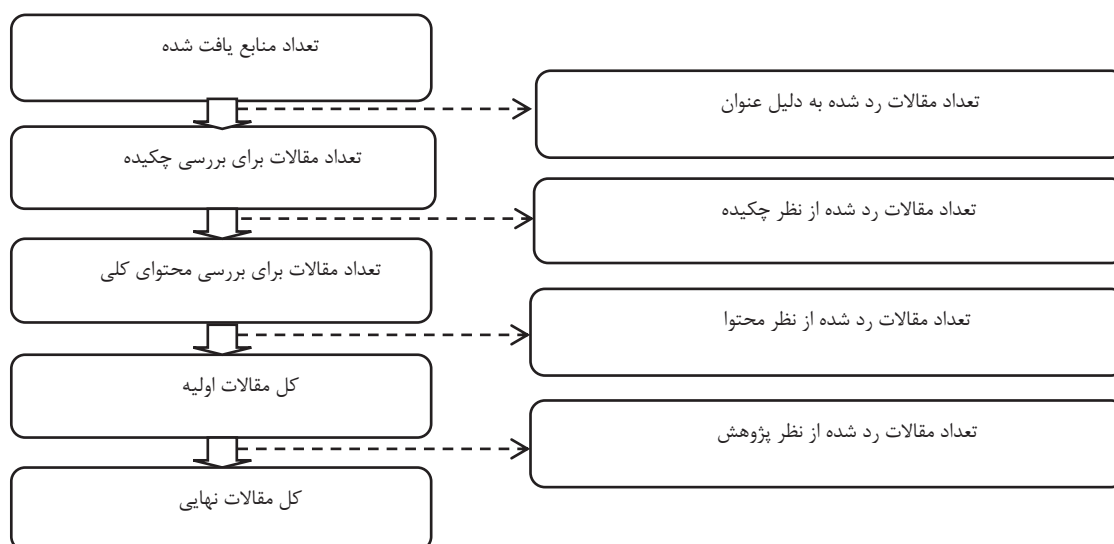 تعداد منابع یافت شده
تعداد مقالات رد شده به دلیل عنوان
تعداد مقالات برای بررسی چکیده
تعداد مقالات رد شده از نظر چکیده
تعداد مقالات برای بررسی محتوای کلی
تعداد مقالات رد شده از نظر محتوا
کل مقالات اولیه
تعداد مقالات رد شده از نظر پژوهش
کل مقالات نهایی